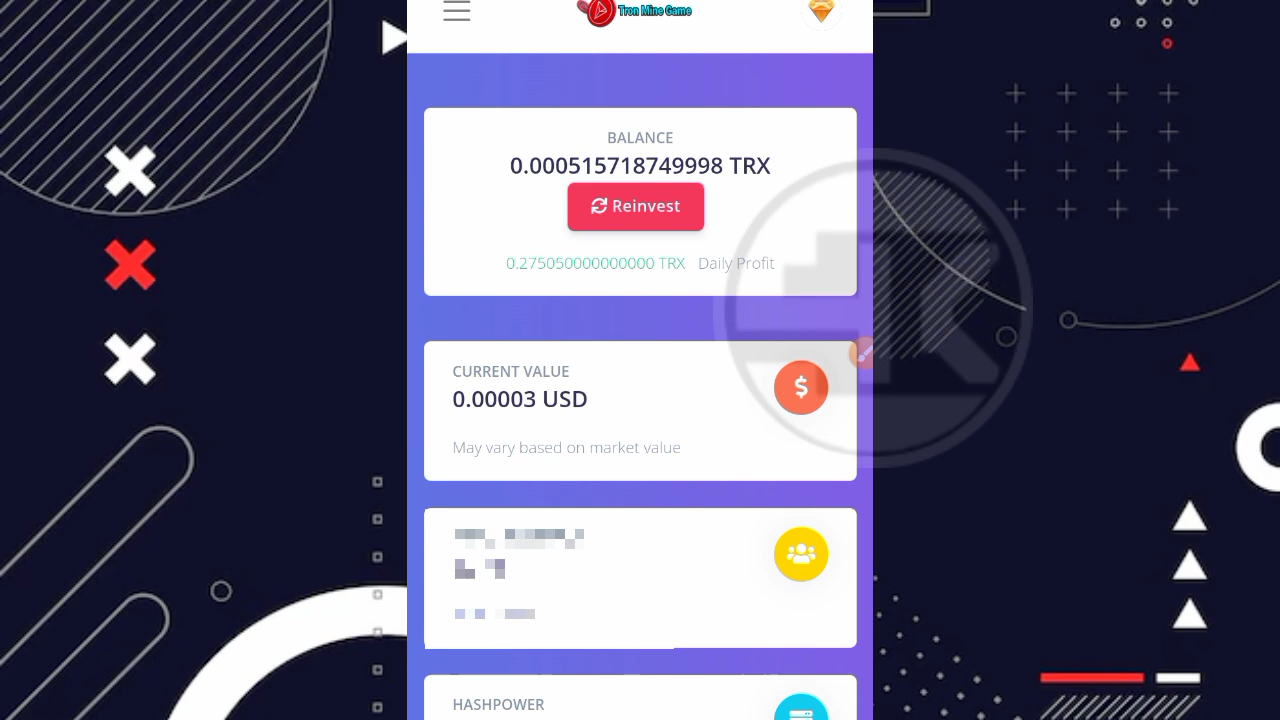 Tron Mine Game
BALANCE
0.000515718749998 TRX
Reinvest
0.275050000000000 TRX Daily Profit
CURRENT VALUE
0.00003 USD
May vary based on market value
HASHPOWER